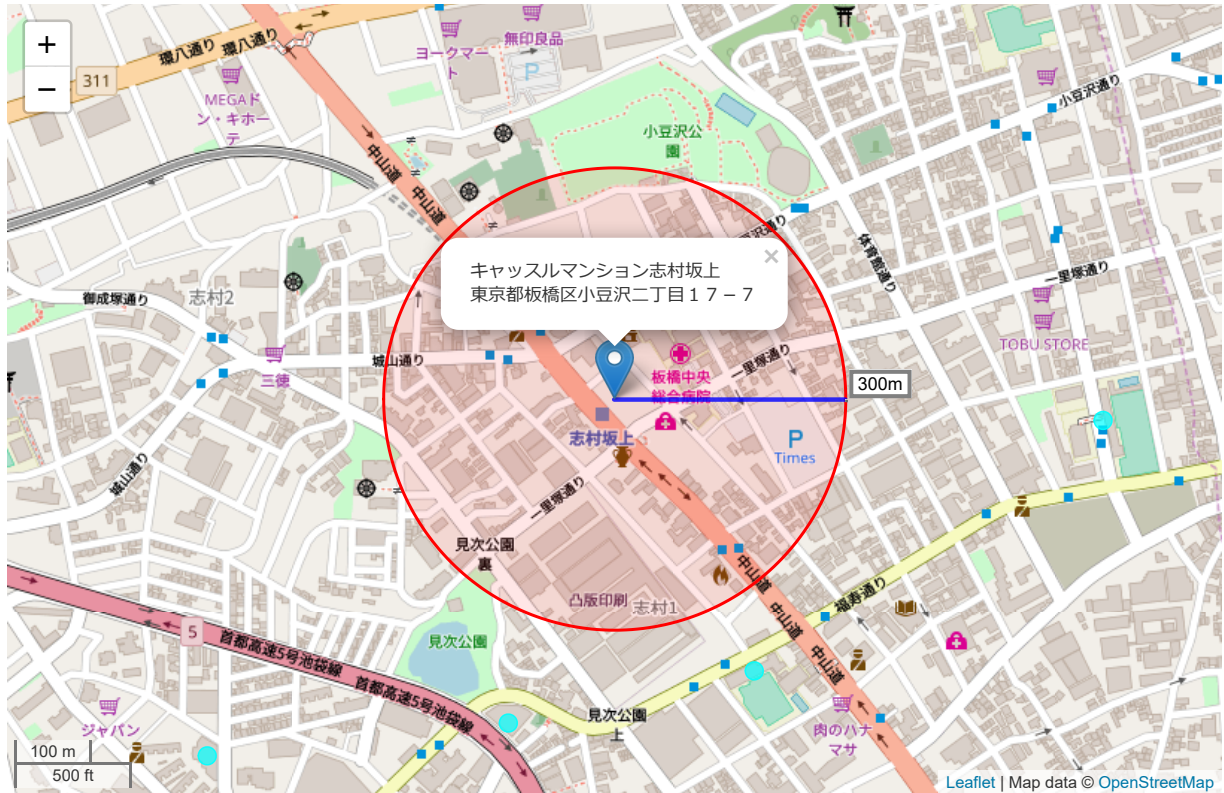 +
−
311
環八通り
環八通り
MEGAド
ン・キホー
テ
ヨークマー
ト
無印良品
P
小豆沢公
園
小豆沢通り
中山道
中山道
体育館通り
一里塚通り
TOBU STORE
御成塚通り
志村2
三徳
城山通り
城山通り
キャッスルマンション志村坂上
東京都板橋区小豆沢二丁目１７－７
×
板橋中央
総合病院
一里塚通り
300m
志村坂上
P
Times
一里塚通り
見次公園
裏
凸版印刷
志村1
中山道
中山道
中山道
福寿通り
見次公園
5
首都高速5号池袋線
首都高速5号池袋線
見次公園
上
肉のハナ
マサ
ジャパン
100 m
500 ft
Leaflet | Map data © OpenStreetMap